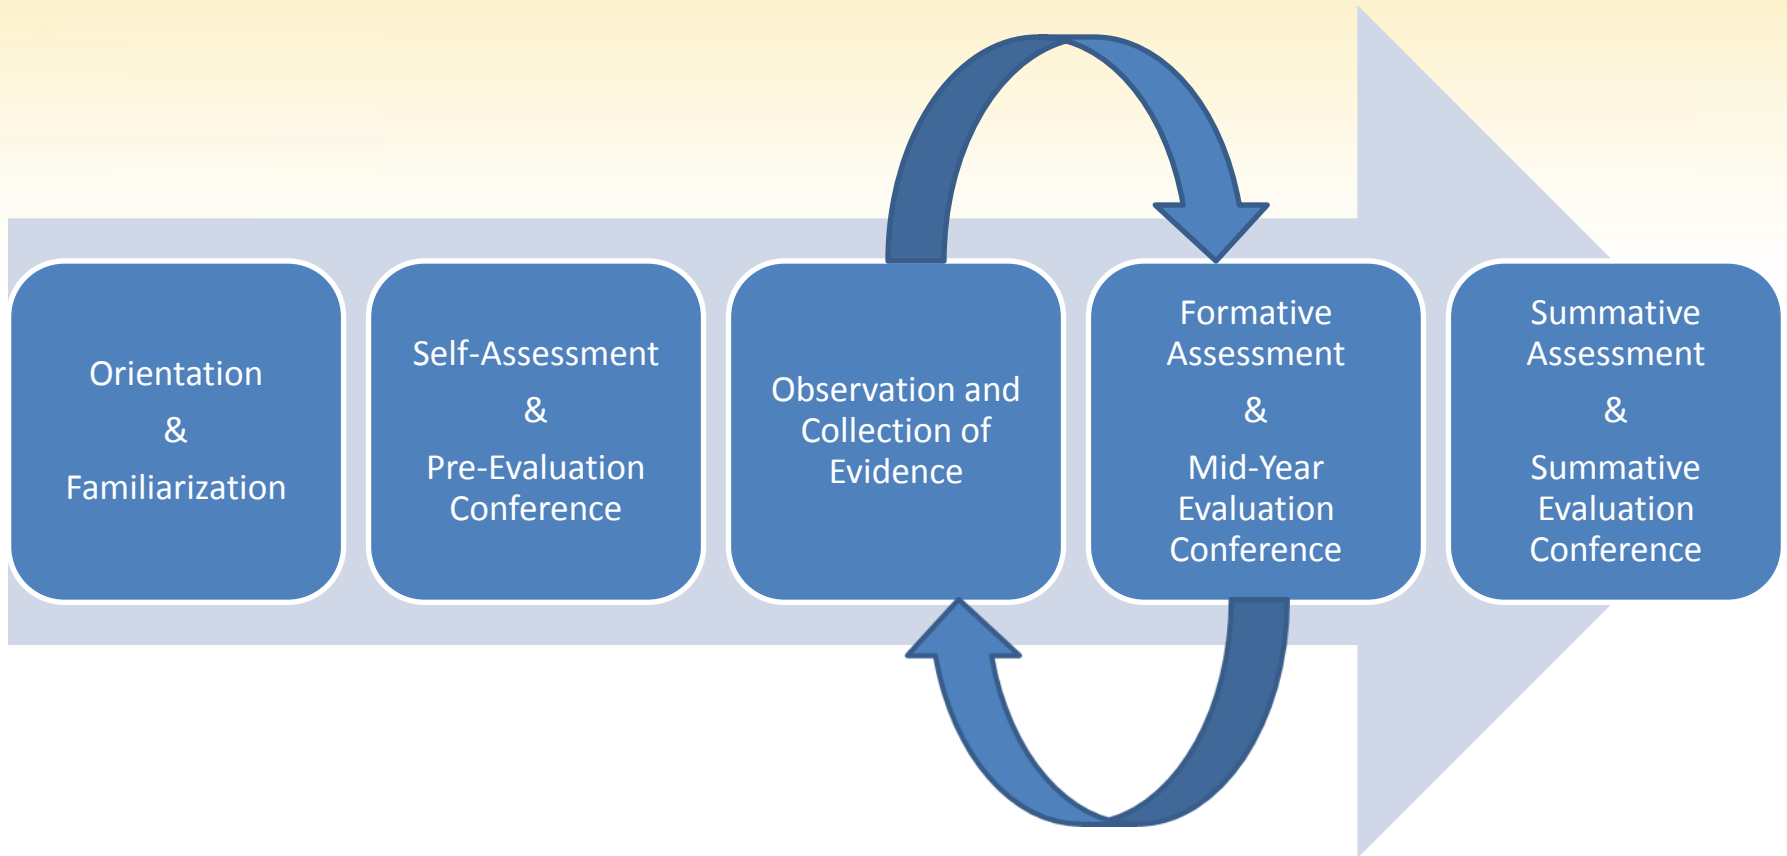 Orientation
&
Familiarization
Self-Assessment
&
Pre-Evaluation
Conference
Observation and
Collection of
Evidence
Formative
Assessment
&
Mid-Year
Evaluation
Conference
Summative
Assessment
&
Summative
Evaluation
Conference